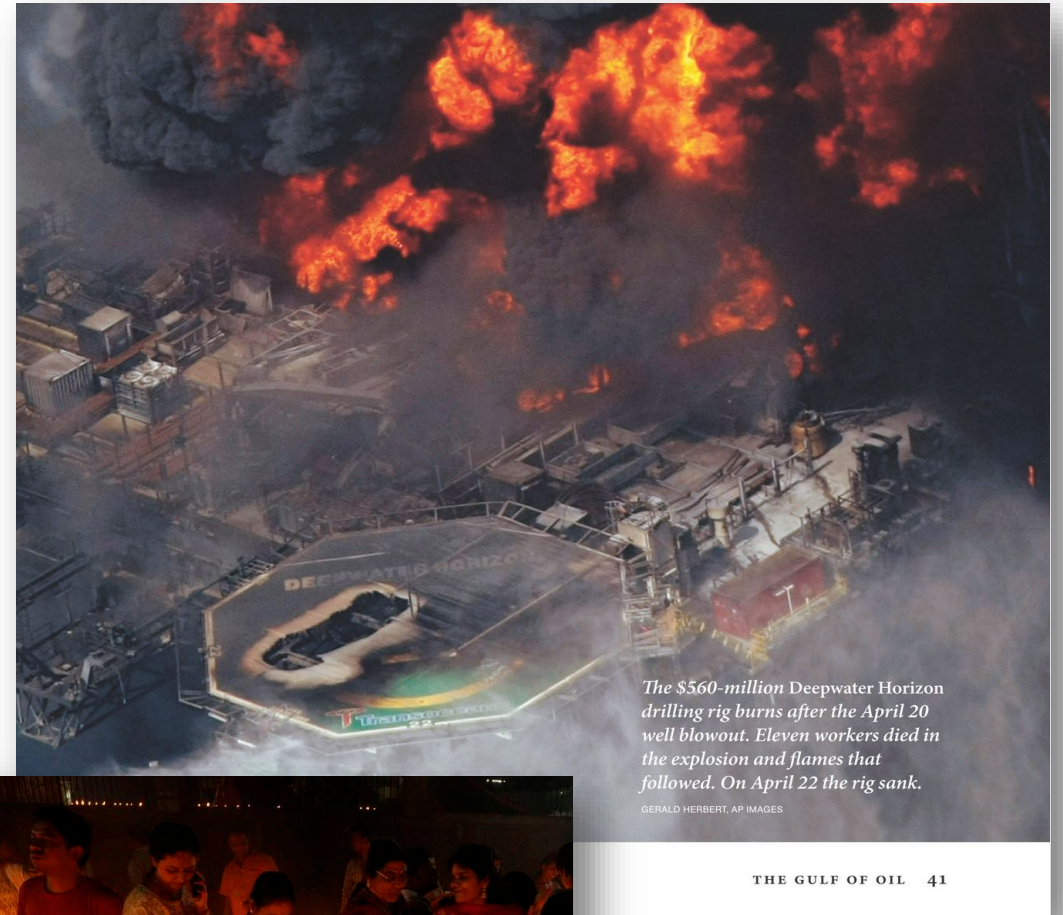 DEEPWATER HORIZON
Transocean
22
The $560-million Deepwater Horizon
drilling rig burns after the April 20
well blowout. Eleven workers died in
the explosion and flames that
followed. On April 22 the rig sank.
GERALD HERBERT, AP IMAGES
THE GULF OF OIL 41